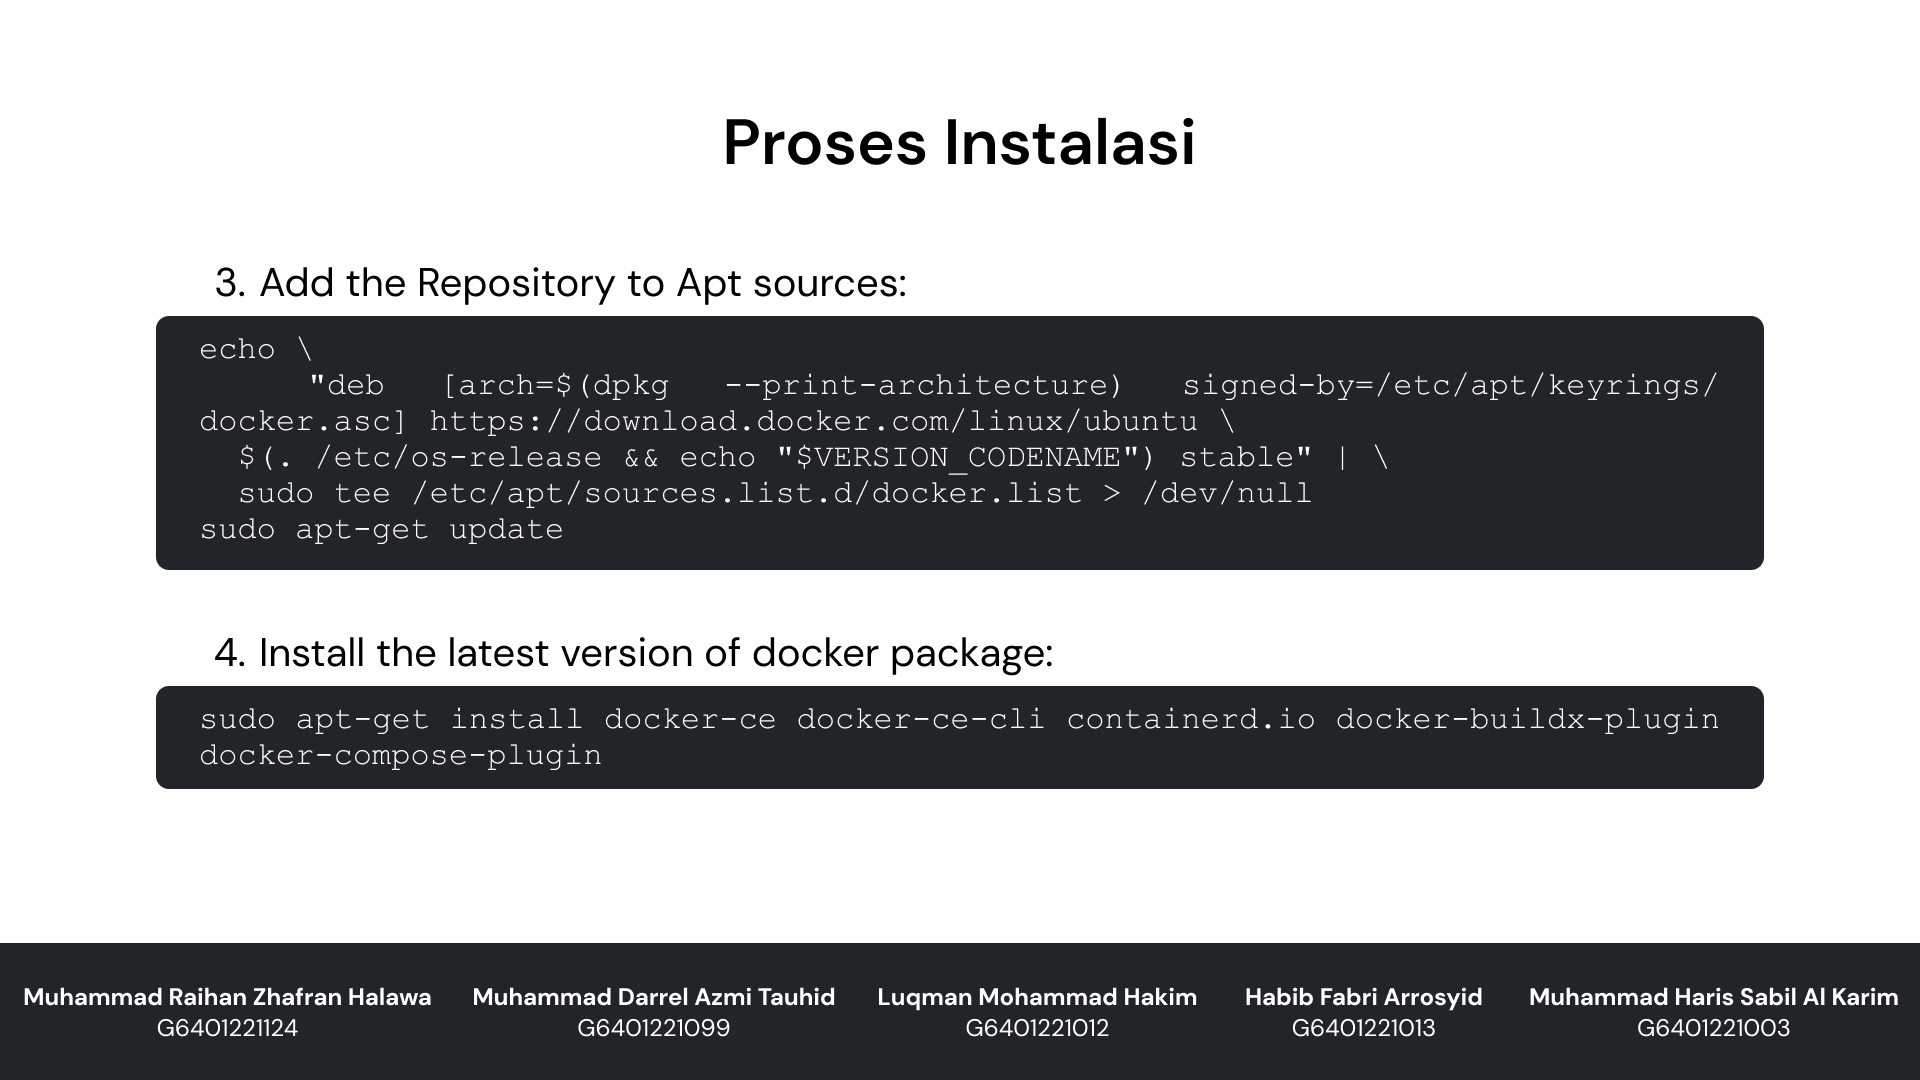 Proses Instalasi
3. Add the Repository to Apt sources:
echo \
"deb [arch=$(dpkg --print-architecture) signed-by=/etc/apt/keyrings/
docker.asc] https://download.docker.com/linux/ubuntu \
$(. /etc/os-release && echo "$VERSION_CODENAME") stable" | \
sudo tee /etc/apt/sources.list.d/docker.list > /dev/null
sudo apt-get update
4. Install the latest version of docker package:
sudo apt-get install docker-ce docker-ce-cli containerd.io docker-buildx-plugin
docker-compose-plugin
Muhammad Raihan Zhafran Halawa
G6401221124
Muhammad Darrel Azmi Tauhid
G6401221099
Luqman Mohammad Hakim
G6401221012
Habib Fabri Arrosyid
G6401221013
Muhammad Haris Sabil Al Karim
G6401221003